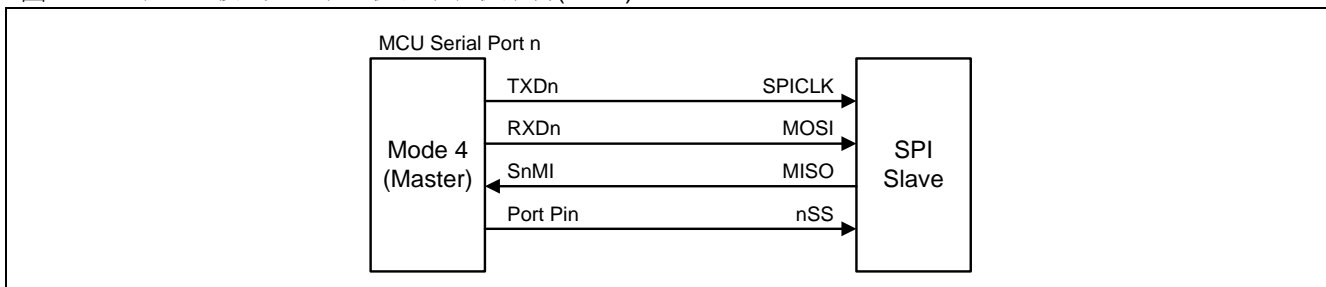 MCU Serial Port n
TXDn SPICLK
RXDn MOSI
Mode 4
(Master)
SnMI MISO
SPI
Slave
Port Pin nSS